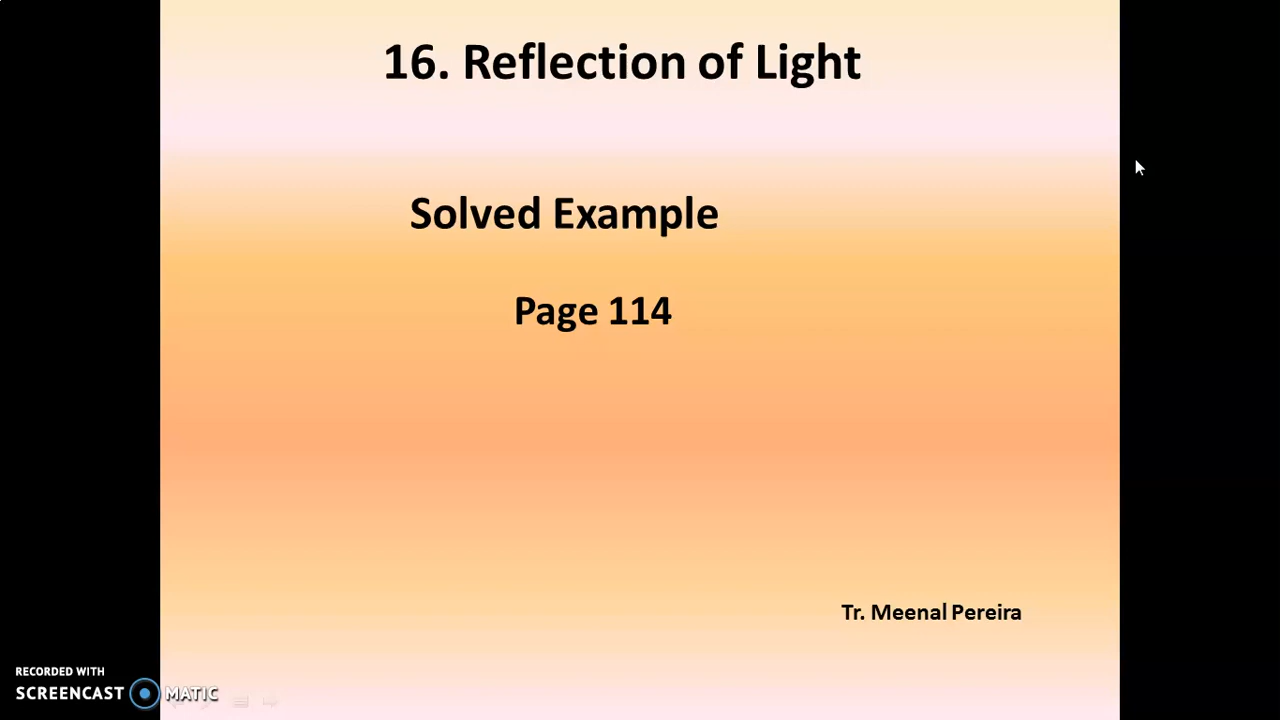 16. Reflection of Light
Solved Example
Page 114
Tr. Meenal Pereira
RECORDED WITH
SCREENCAST MATIC